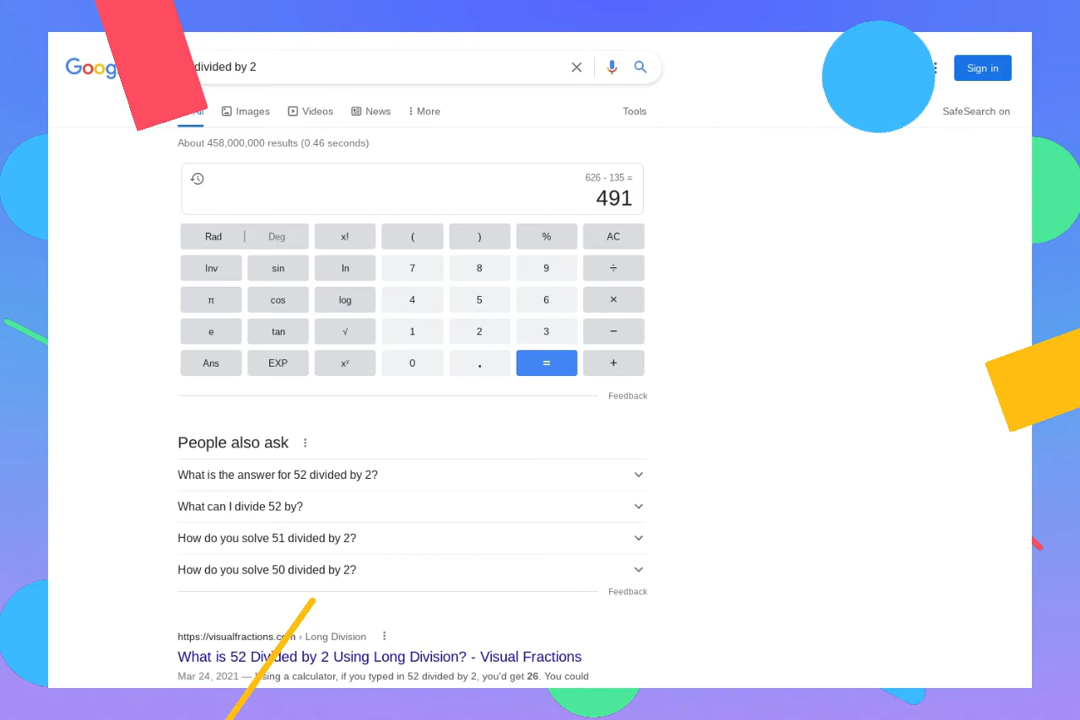 Goog
divided by 2
Sign in
Images Videos News More Tools SafeSearch on
About 458,000,000 results (0.46 seconds)
626 - 135 =
491
Rad | Deg x! ( ) % AC
Inv sin ln 7 8 9 ÷
π cos log 4 5 6 ×
e tan √ 1 2 3 −
Ans EXP xʸ 0 . = +
Feedback
People also ask
What is the answer for 52 divided by 2?
What can I divide 52 by?
How do you solve 51 divided by 2?
How do you solve 50 divided by 2?
Feedback
https://visualfractions.com › Long Division
What is 52 Divided by 2 Using Long Division? - Visual Fractions
Mar 24, 2021 — Using a calculator, if you typed in 52 divided by 2, you'd get 26. You could